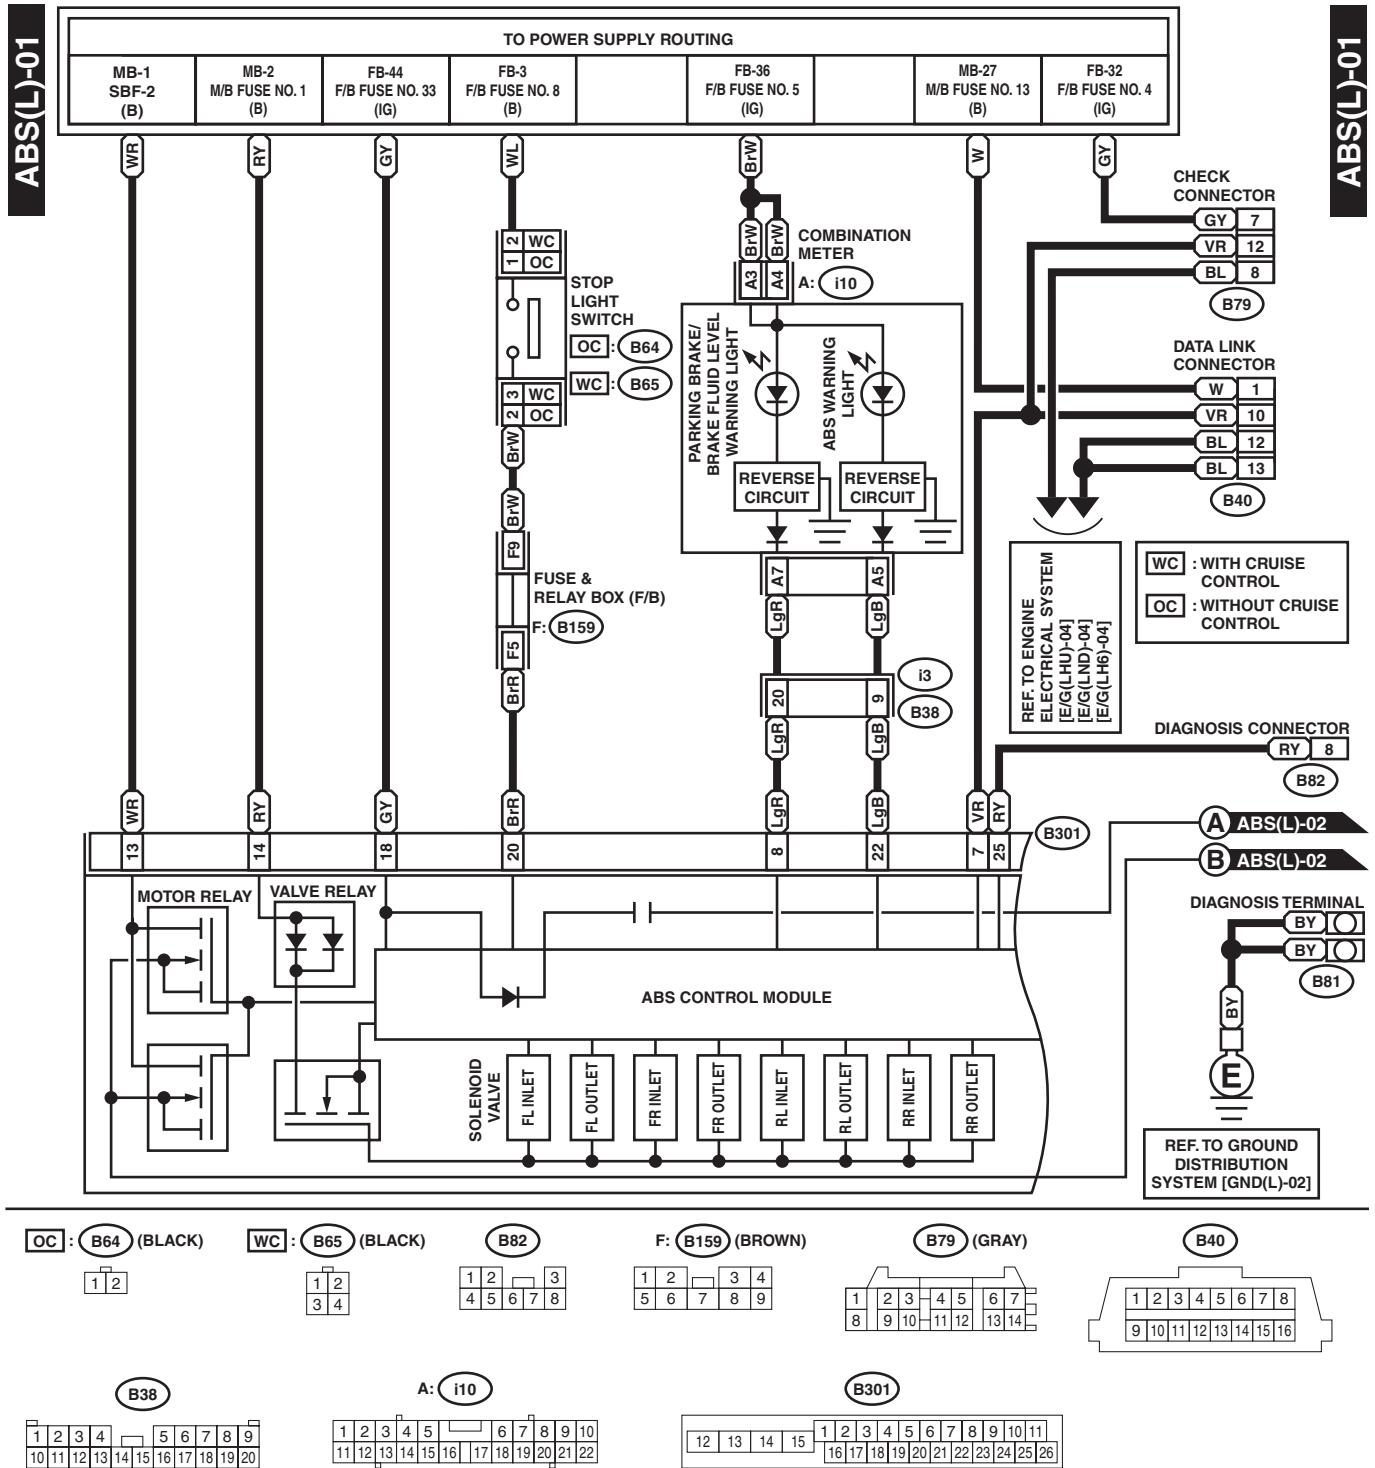 ABS(L)-01
ABS(L)-01
TO POWER SUPPLY ROUTING
MB-1
SBF-2
(B)
MB-2
M/B FUSE NO. 1
(B)
FB-44
F/B FUSE NO. 33
(IG)
FB-3
F/B FUSE NO. 8
(B)
FB-36
F/B FUSE NO. 5
(IG)
MB-27
M/B FUSE NO. 13
(B)
FB-32
F/B FUSE NO. 4
(IG)
WR
RY
GY
WL
BrW
W
GY
CHECK
CONNECTOR
GY 7
VR 12
BL 8
B79
2 WC
1 OC
STOP
LIGHT
SWITCH
OC : B64
WC : B65
3 WC
2 OC
BrW
BrW
BrW
BrW
A3
A4
COMBINATION
METER
A: i10
PARKING BRAKE/
BRAKE FLUID LEVEL
WARNING LIGHT
ABS WARNING
LIGHT
REVERSE
CIRCUIT
REVERSE
CIRCUIT
DATA LINK
CONNECTOR
W 1
VR 10
BL 12
BL 13
B40
F9
FUSE &
RELAY BOX (F/B)
F: B159
F5
BrR
A7
A5
LgR
LgB
20
9
i3
B38
LgR
LgB
REF. TO ENGINE
ELECTRICAL SYSTEM
[E/G(LHU)-04]
[E/G(LND)-04]
[E/G(LH6)-04]
WC : WITH CRUISE
CONTROL
OC : WITHOUT CRUISE
CONTROL
DIAGNOSIS CONNECTOR
RY 8
B82
WR
RY
GY
BrR
LgR
LgB
VR
RY
13
14
18
20
8
22
7
25
B301
A ABS(L)-02
B ABS(L)-02
MOTOR RELAY
VALVE RELAY
ABS CONTROL MODULE
DIAGNOSIS TERMINAL
BY
BY
B81
BY
E
REF. TO GROUND
DISTRIBUTION
SYSTEM [GND(L)-02]
SOLENOID
VALVE
FL INLET
FL OUTLET
FR INLET
FR OUTLET
RL INLET
RL OUTLET
RR INLET
RR OUTLET
OC : B64 (BLACK)
1 2
WC : B65 (BLACK)
1 2
3 4
B82
1 2 3
4 5 6 7 8
F: B159 (BROWN)
1 2 3 4
5 6 7 8 9
B79 (GRAY)
1 2 3 4 5 6 7
8 9 10 11 12 13 14
B40
1 2 3 4 5 6 7 8
9 10 11 12 13 14 15 16
B38
1 2 3 4 5 6 7 8 9
10 11 12 13 14 15 16 17 18 19 20
A: i10
1 2 3 4 5 6 7 8 9 10
11 12 13 14 15 16 17 18 19 20 21 22
B301
12 13 14 15 1 2 3 4 5 6 7 8 9 10 11
16 17 18 19 20 21 22 23 24 25 26